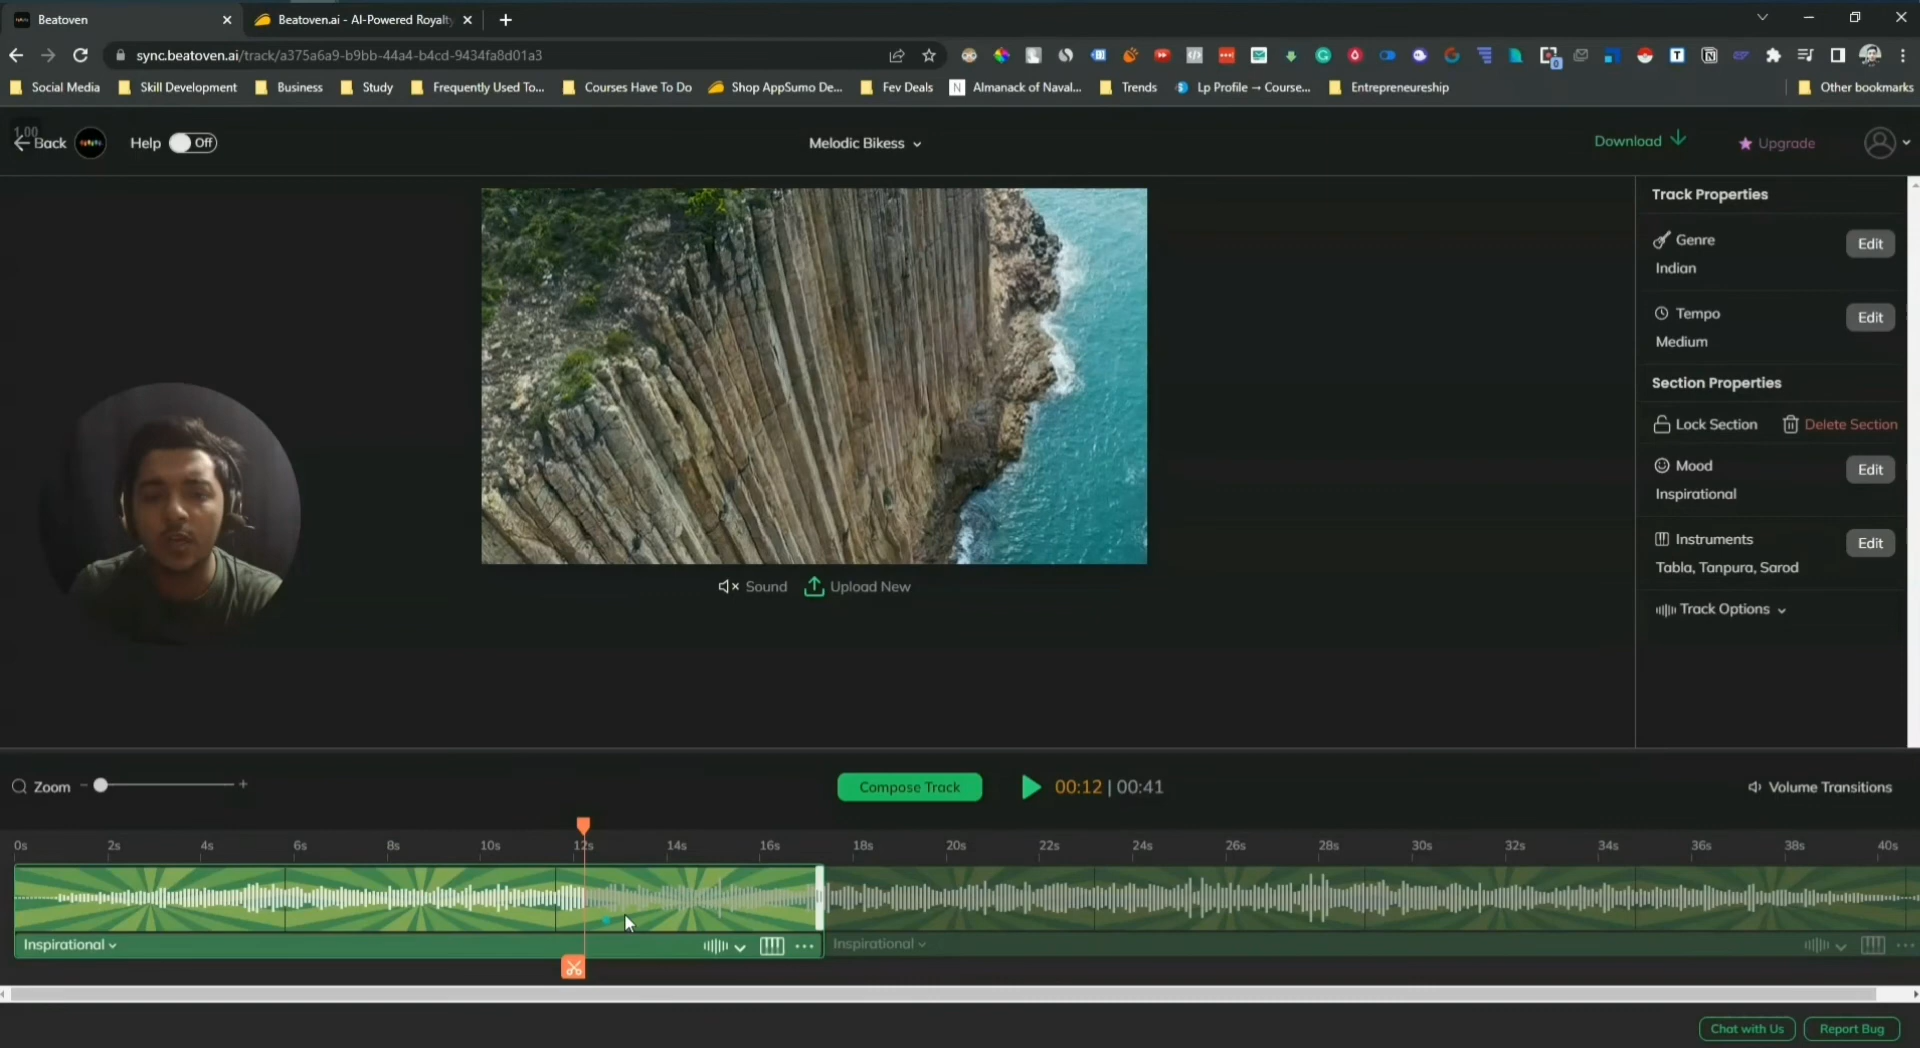 Beatoven
Beatoven.ai - AI-Powered Royalty
sync.beatoven.ai/track/a375a6a9-b9bb-44a4-b4cd-9434fa8d01a3
Social Media
Skill Development
Business
Study
Frequently Used To...
Courses Have To Do
Shop AppSumo De...
Fev Deals
Almanack of Naval...
Trends
Lp Profile → Course...
Entrepreneureship
Other bookmarks
1.00
Back
Help
Off
Melodic Bikess
Download
Upgrade
Track Properties
Genre
Edit
Indian
Tempo
Edit
Medium
Section Properties
Lock Section
Delete Section
Mood
Edit
Inspirational
Instruments
Edit
Tabla, Tanpura, Sarod
Track Options
Sound
Upload New
Zoom
Compose Track
00:12 | 00:41
Volume Transitions
0s 2s 4s 6s 8s 10s 12s 14s 16s 18s 20s 22s 24s 26s 28s 30s 32s 34s 36s 38s 40s
Inspirational
Inspirational
Chat with Us
Report Bug